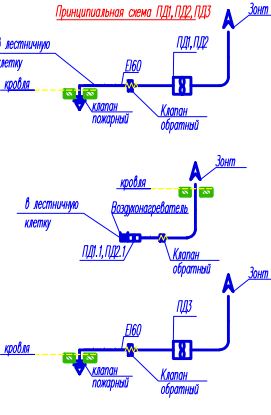 Принципиальная схема ПД1,ПД2,ПД3
Зонт
ПД1,ПД2
в лестничную
клетку
EI60
кровля
клапан
пожарный
Клапан
обратный
Зонт
кровля
в лестничную
клетку
Воздухонагреватель
ПД1.1,ПД2.1
Клапан
обратный
Зонт
ПД3
EI60
кровля
клапан
пожарный
Клапан
обратный